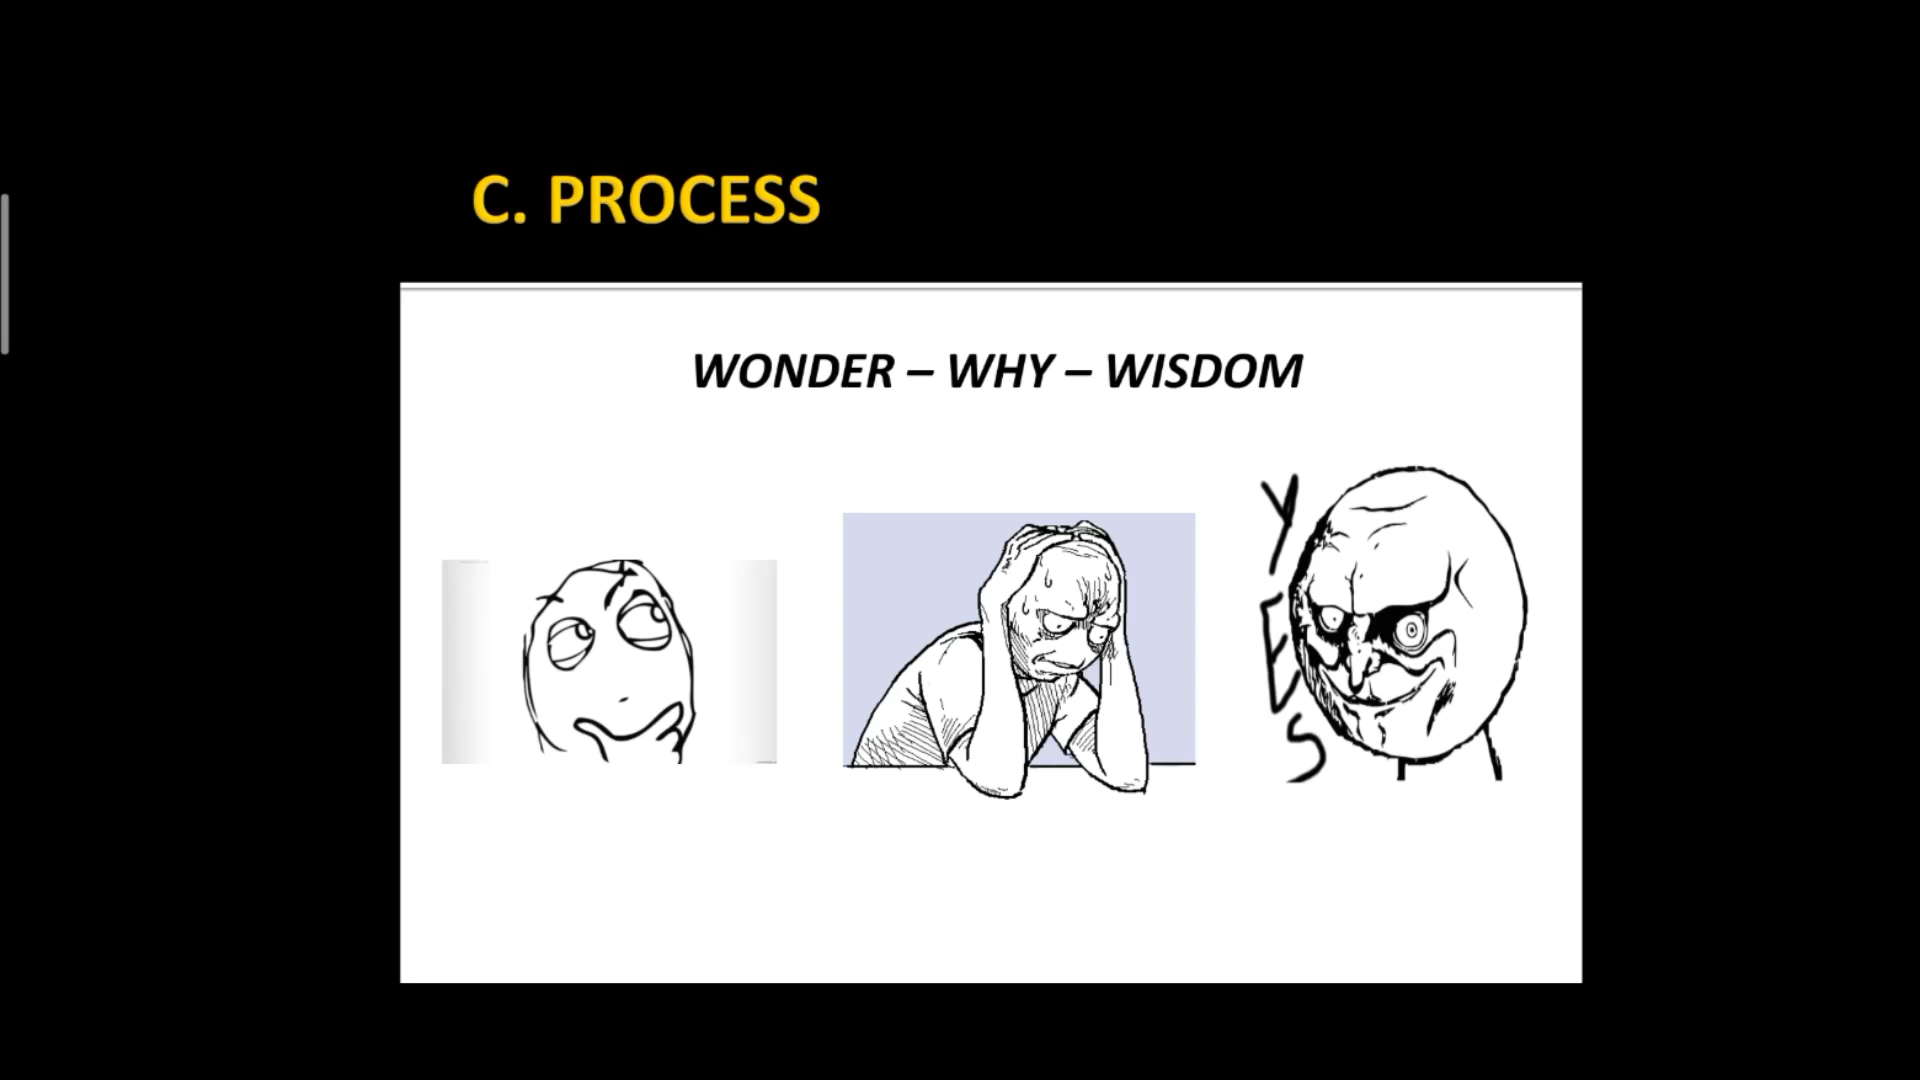 C. PROCESS
WONDER – WHY – WISDOM
YES